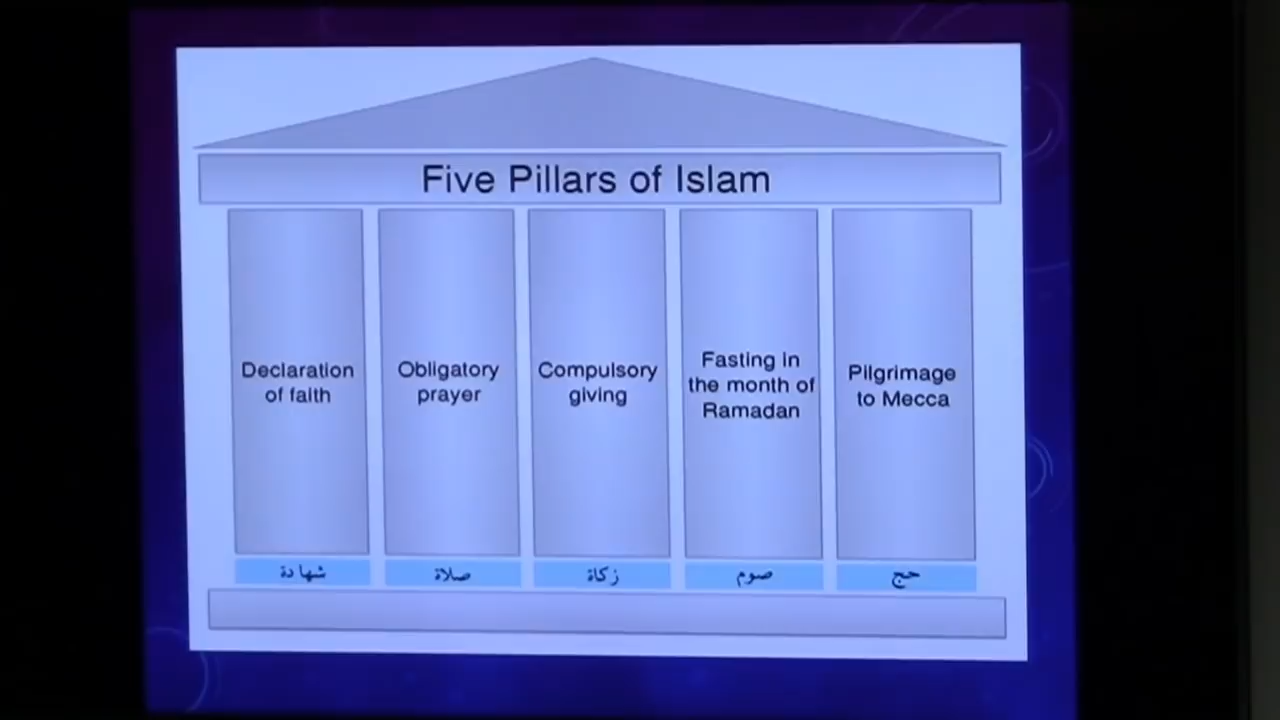 Five Pillars of Islam
Declaration
of faith
Obligatory
prayer
Compulsory
giving
Fasting in
the month of
Ramadan
Pilgrimage
to Mecca
شهادة
صلاة
زكاة
صوم
حج